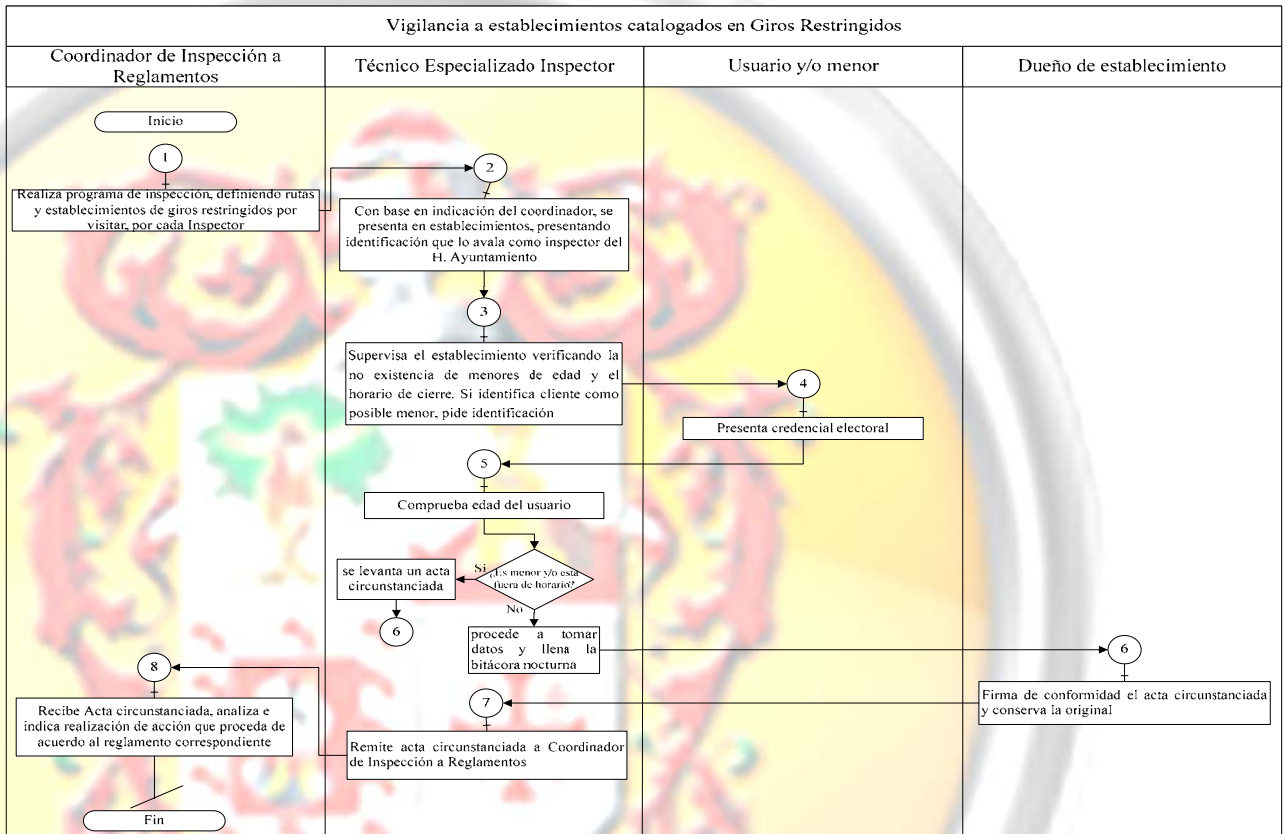 Vigilancia a establecimientos catalogados en Giros Restringidos
Coordinador de Inspección a
Reglamentos
Técnico Especializado Inspector
Usuario y/o menor
Dueño de establecimiento
Inicio
1
Realiza programa de inspección, definiendo rutas
y establecimientos de giros restringidos por
visitar, por cada Inspector
2
Con base en indicación del coordinador, se
presenta en establecimientos, presentando
identificación que lo avala como inspector del
H. Ayuntamiento
3
Supervisa el establecimiento verificando la
no existencia de menores de edad y el
horario de cierre. Si identifica cliente como
posible menor, pide identificación
4
Presenta credencial electoral
5
Comprueba edad del usuario
¿Es menor y/o esta
fuera de horario?
Si
se levanta un acta
circunstanciada
6
No
procede a tomar
datos y llena la
bitácora nocturna
6
Firma de conformidad el acta circunstanciada
y conserva la original
7
Remite acta circunstanciada a Coordinador
de Inspección a Reglamentos
8
Recibe Acta circunstanciada, analiza e
indica realización de acción que proceda de
acuerdo al reglamento correspondiente
Fin